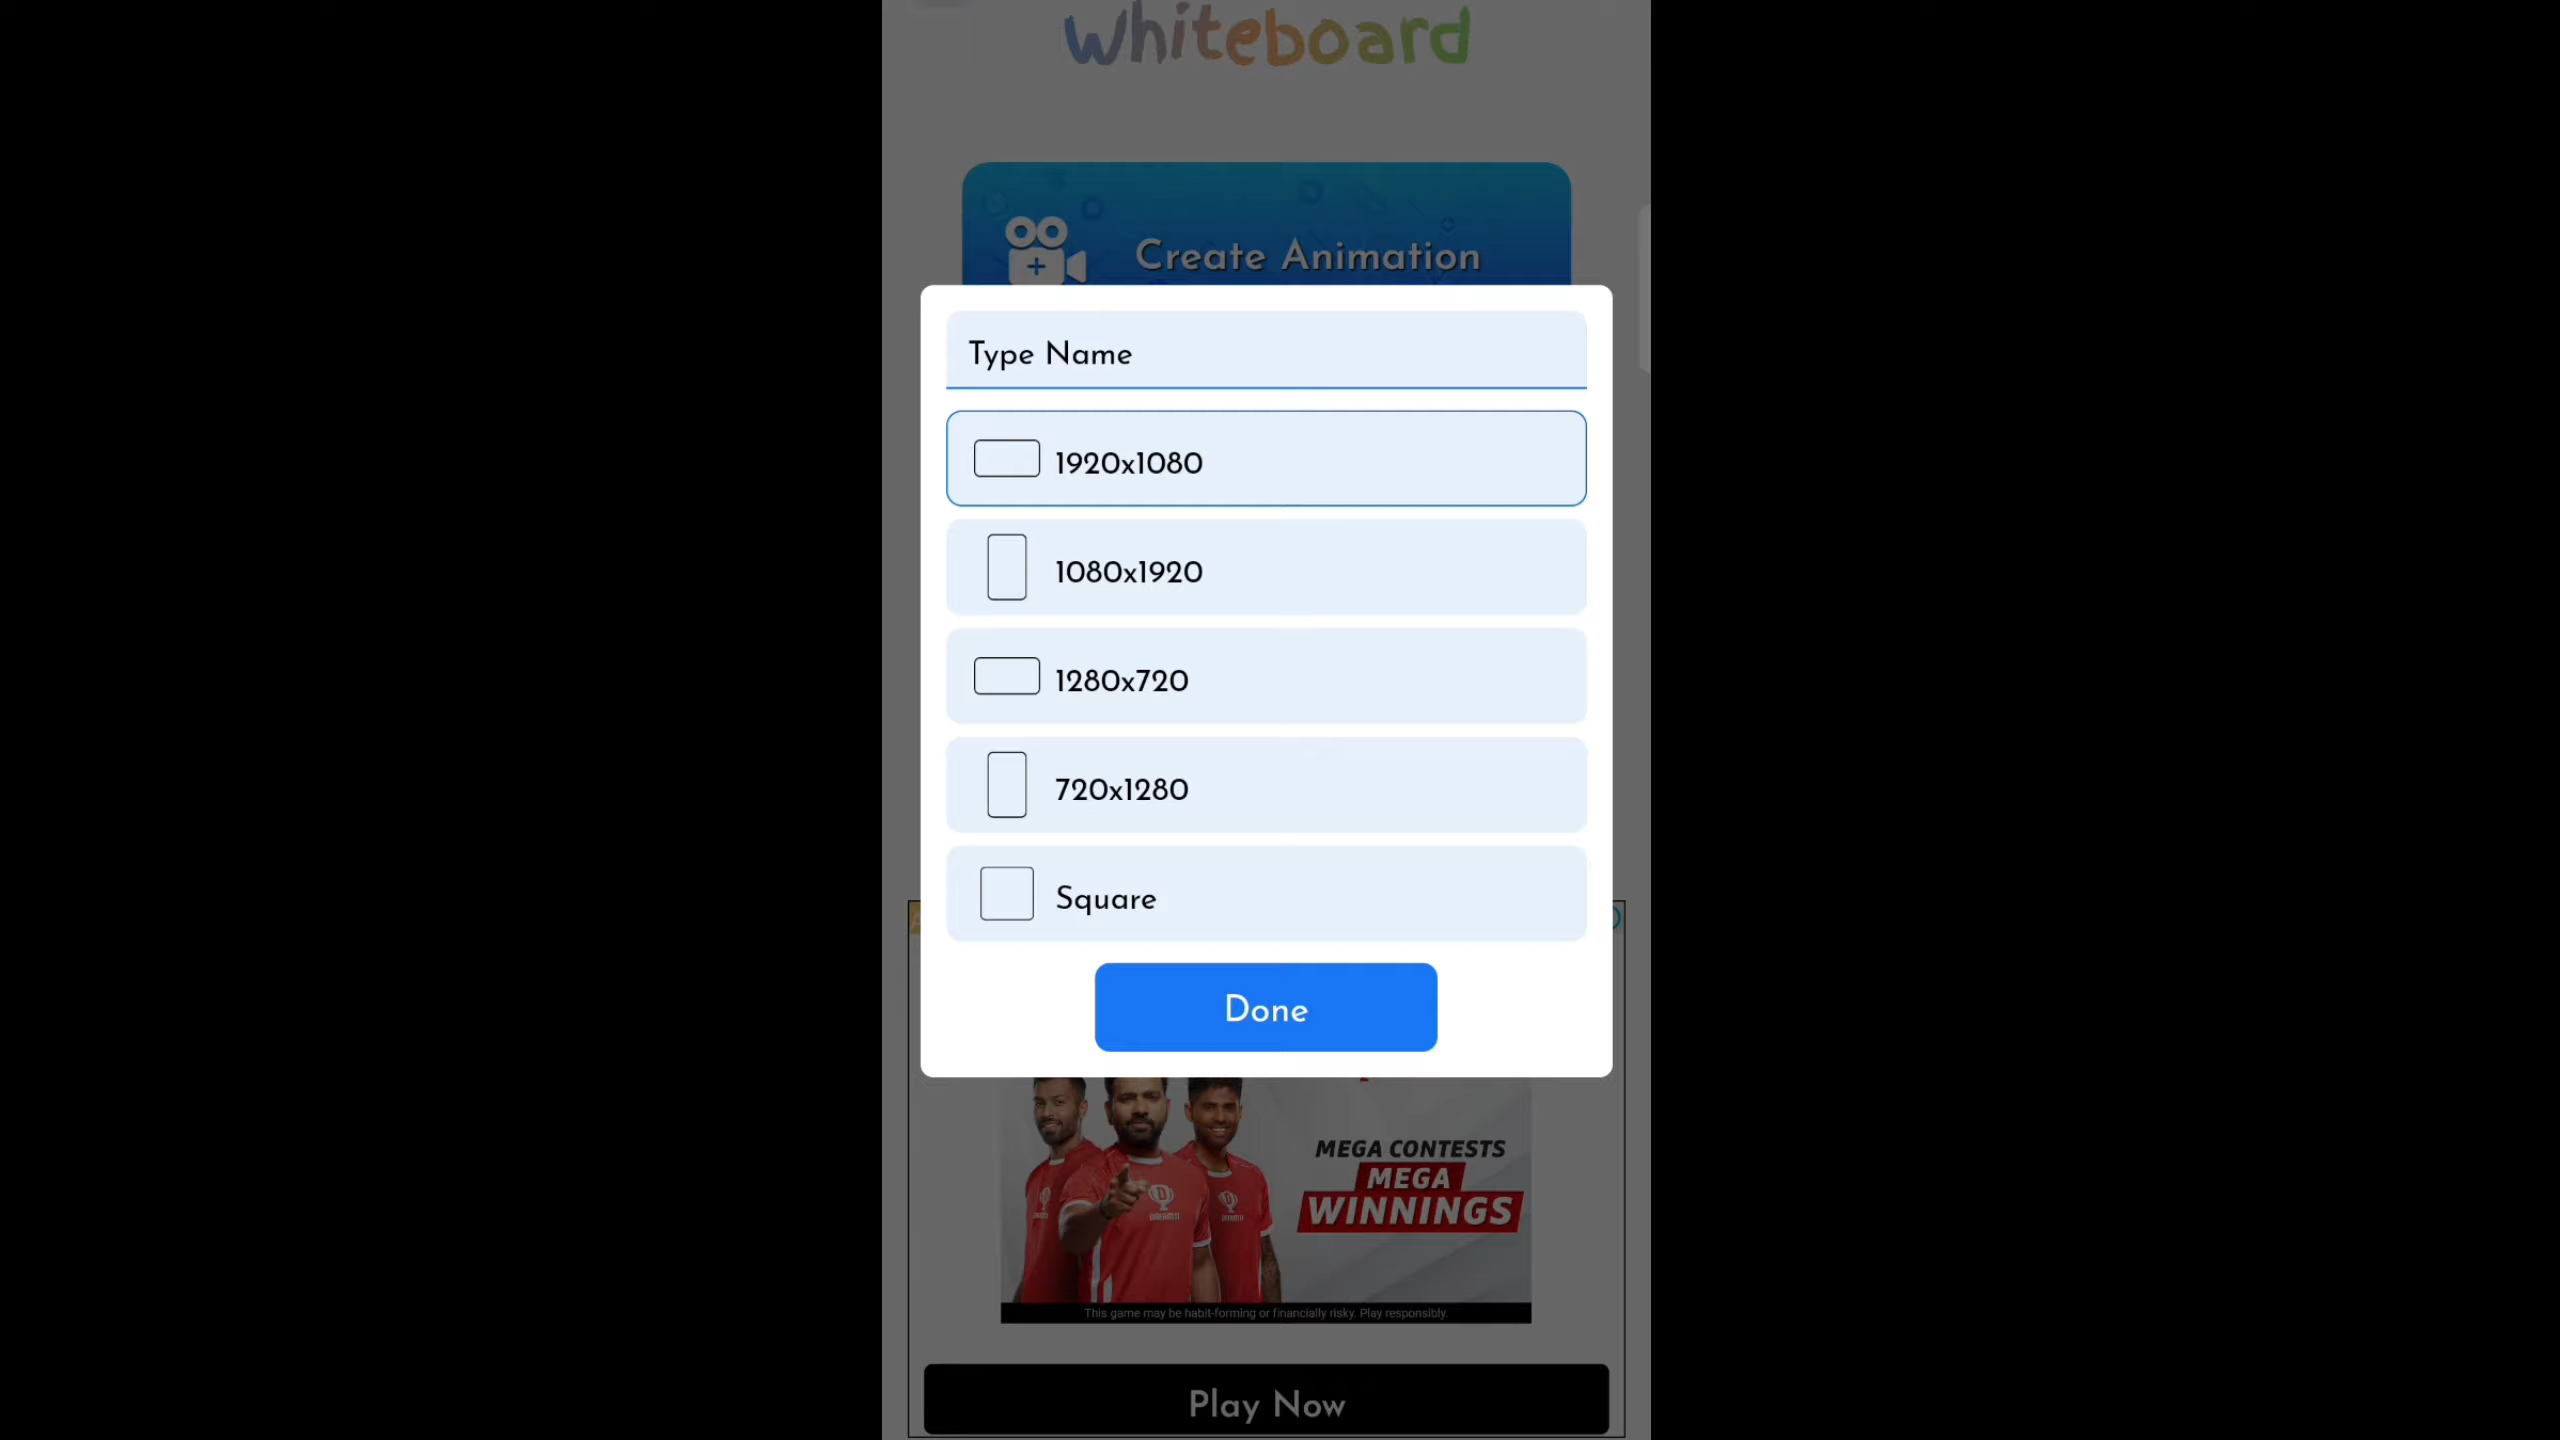 whiteboard
Create Animation
Type Name
1920x1080
1080x1920
1280x720
720x1280
Square
Done
MEGA CONTESTS
MEGA
WINNINGS
This game may be habit-forming or financially risky. Play responsibly.
Play Now